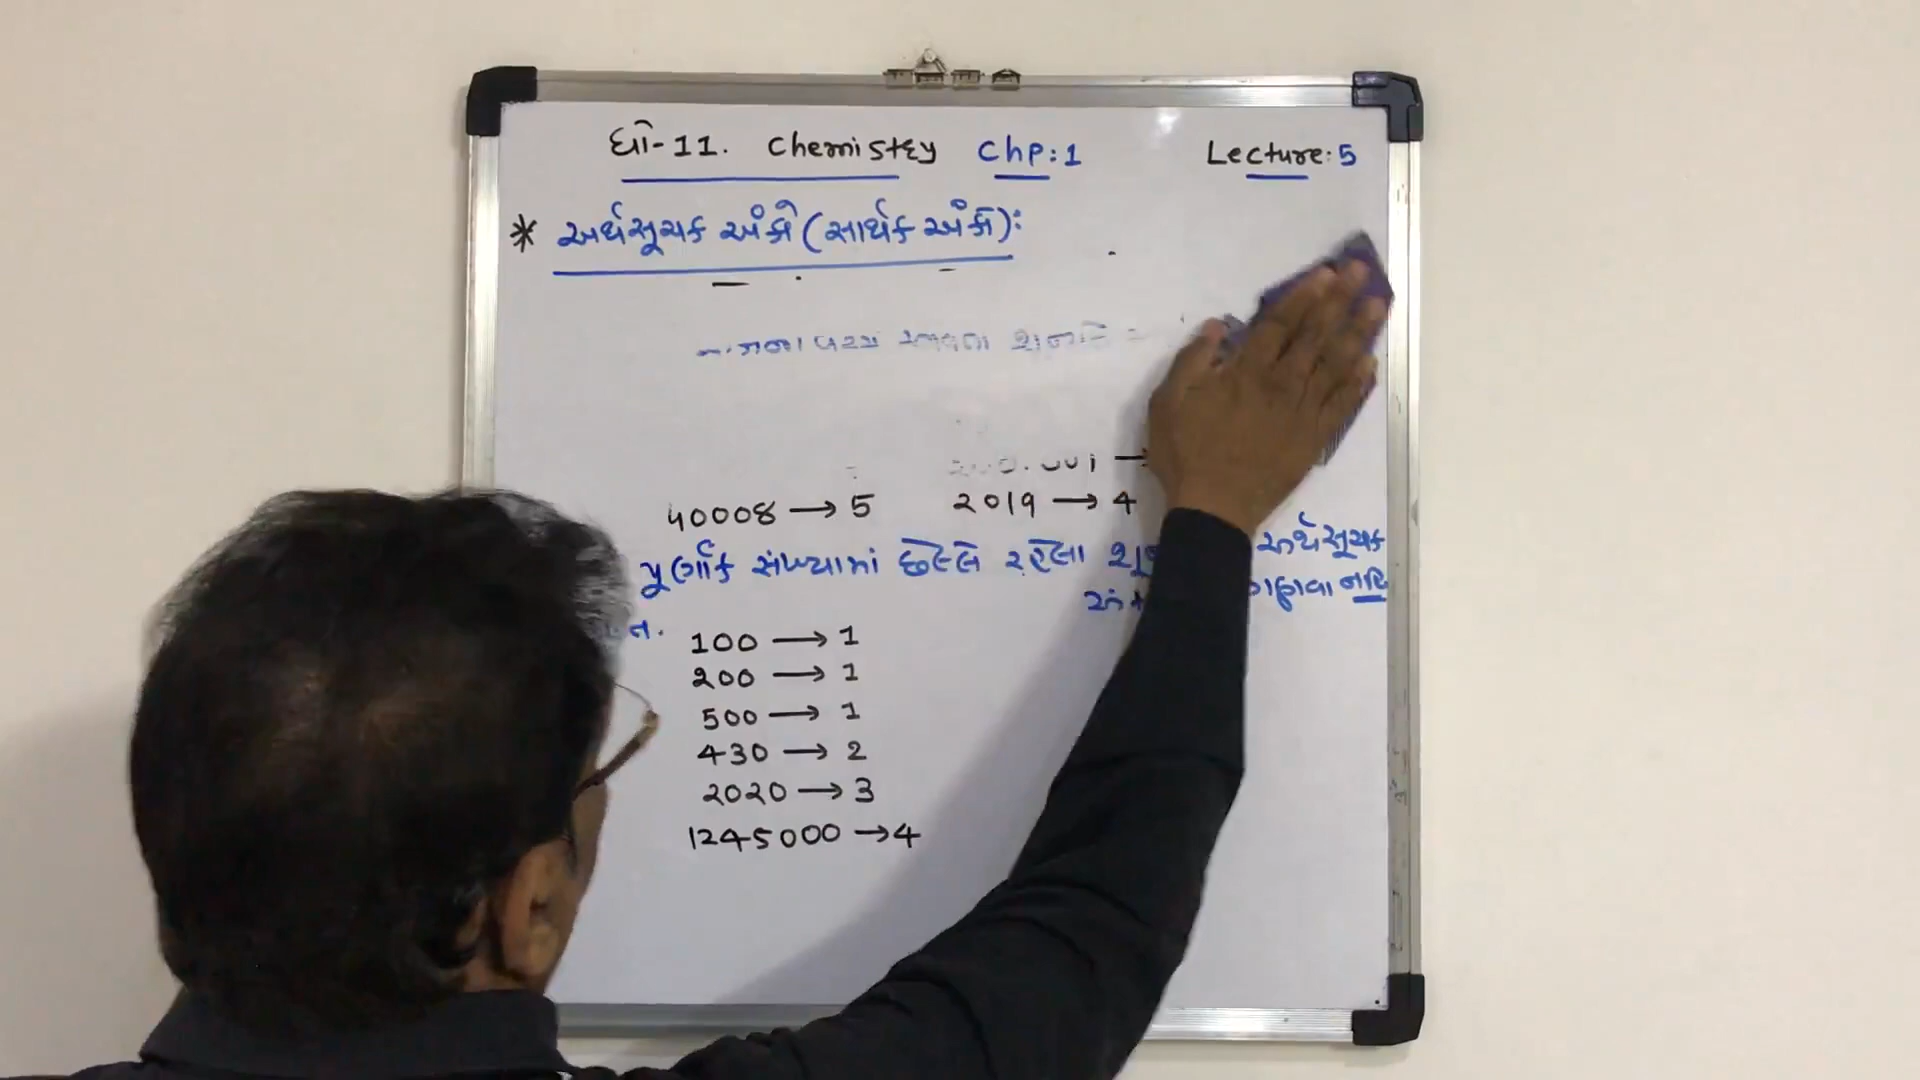 ધો-11. Chemistry Chp:1 Lecture:5
* અર્થસૂચક અંકો (સાર્થક અંકો):
40008 → 5 2019 → 4
પૂર્ણાંક સંખ્યામાં છેલ્લે રહેલા અર્થસૂચક
નહિ
100 → 1
200 → 1
500 → 1
430 → 2
2020 → 3
1245000 → 4